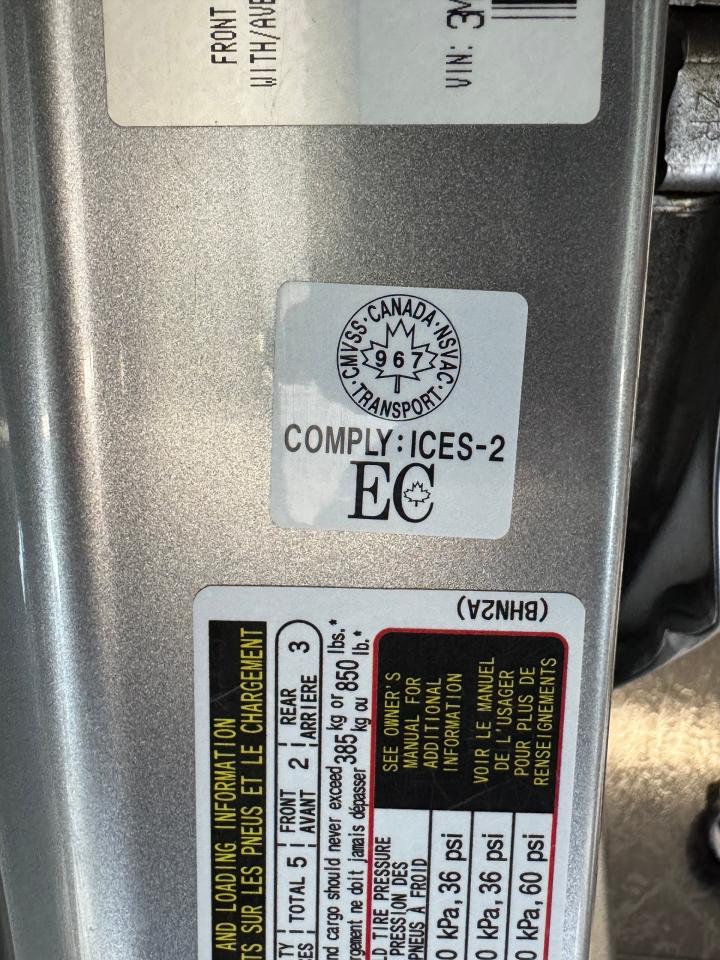 FRONT
WITH/AVE
VIN: 3M
CMVSS · CANADA · NSVAC · TRANSPORT ·
967
COMPLY: ICES-2
EC
(BHN2A)
AND LOADING INFORMATION
SUR LES PNEUS ET LE CHARGEMENT
TOTAL 5 FRONT 2 REAR 3
AVANT ARRIERE
cargo should never exceed 385 kg or 850 lbs.*
ne doit jamais dépasser kg ou lb.*
SEE OWNER'S
MANUAL FOR
ADDITIONAL
INFORMATION
VOIR LE MANUEL
DE L'USAGER
POUR PLUS DE
RENSEIGNEMENTS
TIRE PRESSURE
PRESSION DES
PNEUS À FROID
0 kPa, 36 psi
0 kPa, 36 psi
0 kPa, 60 psi